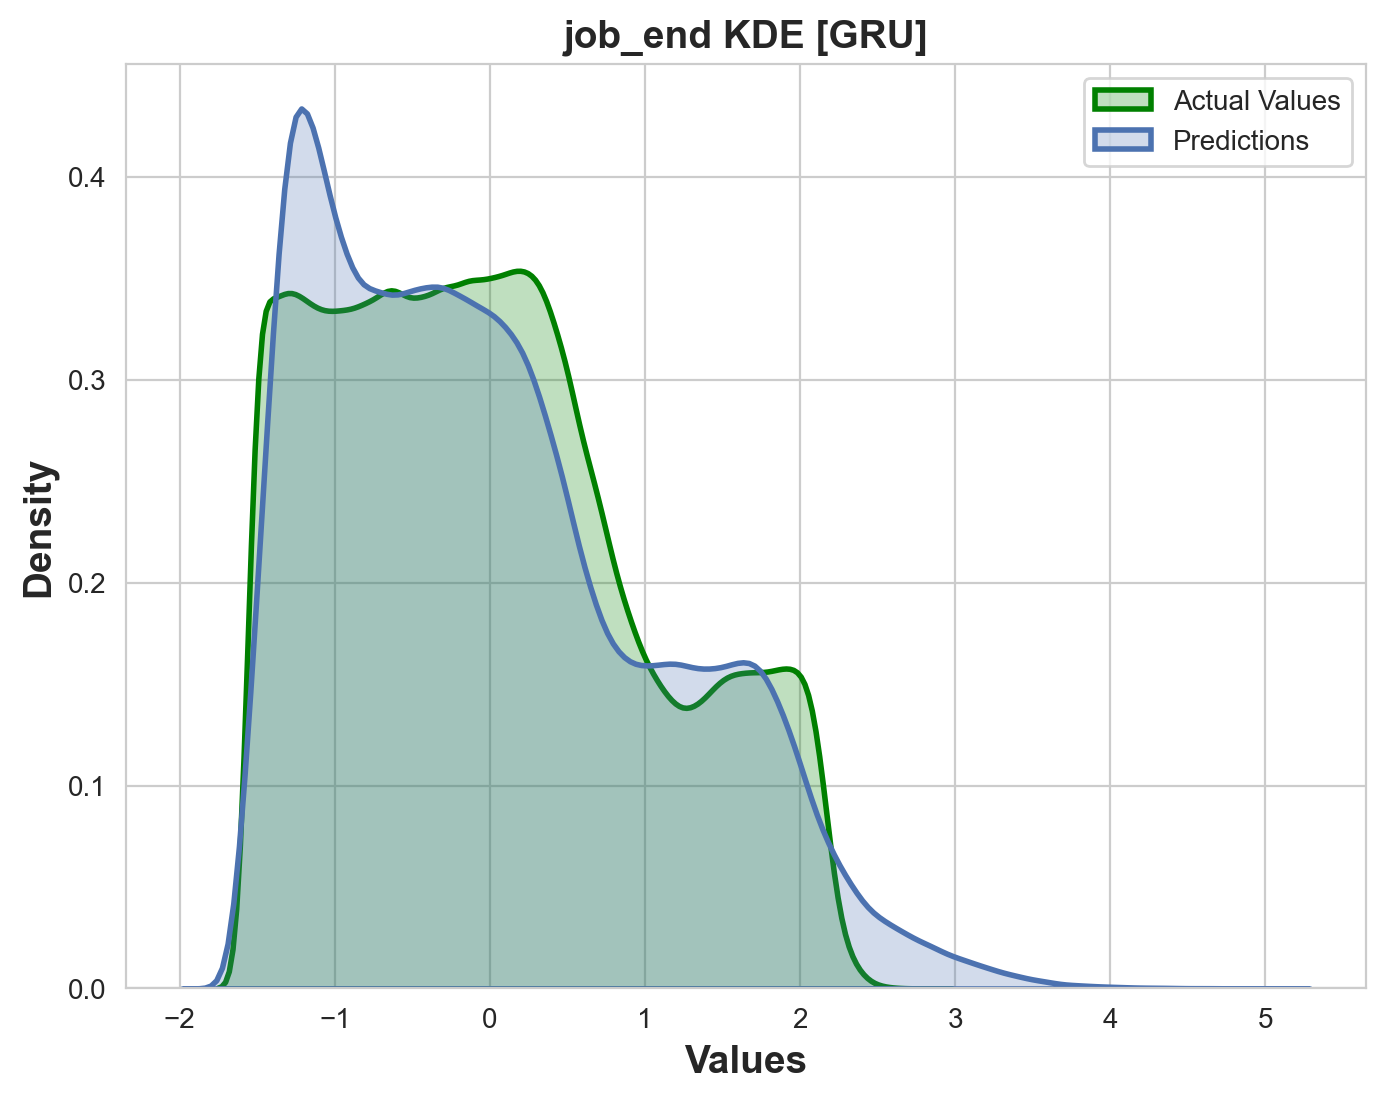 job_end KDE [GRU]
Actual Values
Predictions
Density
0.4
0.3
0.2
0.1
0.0
−2 −1 0 1 2 3 4 5
Values